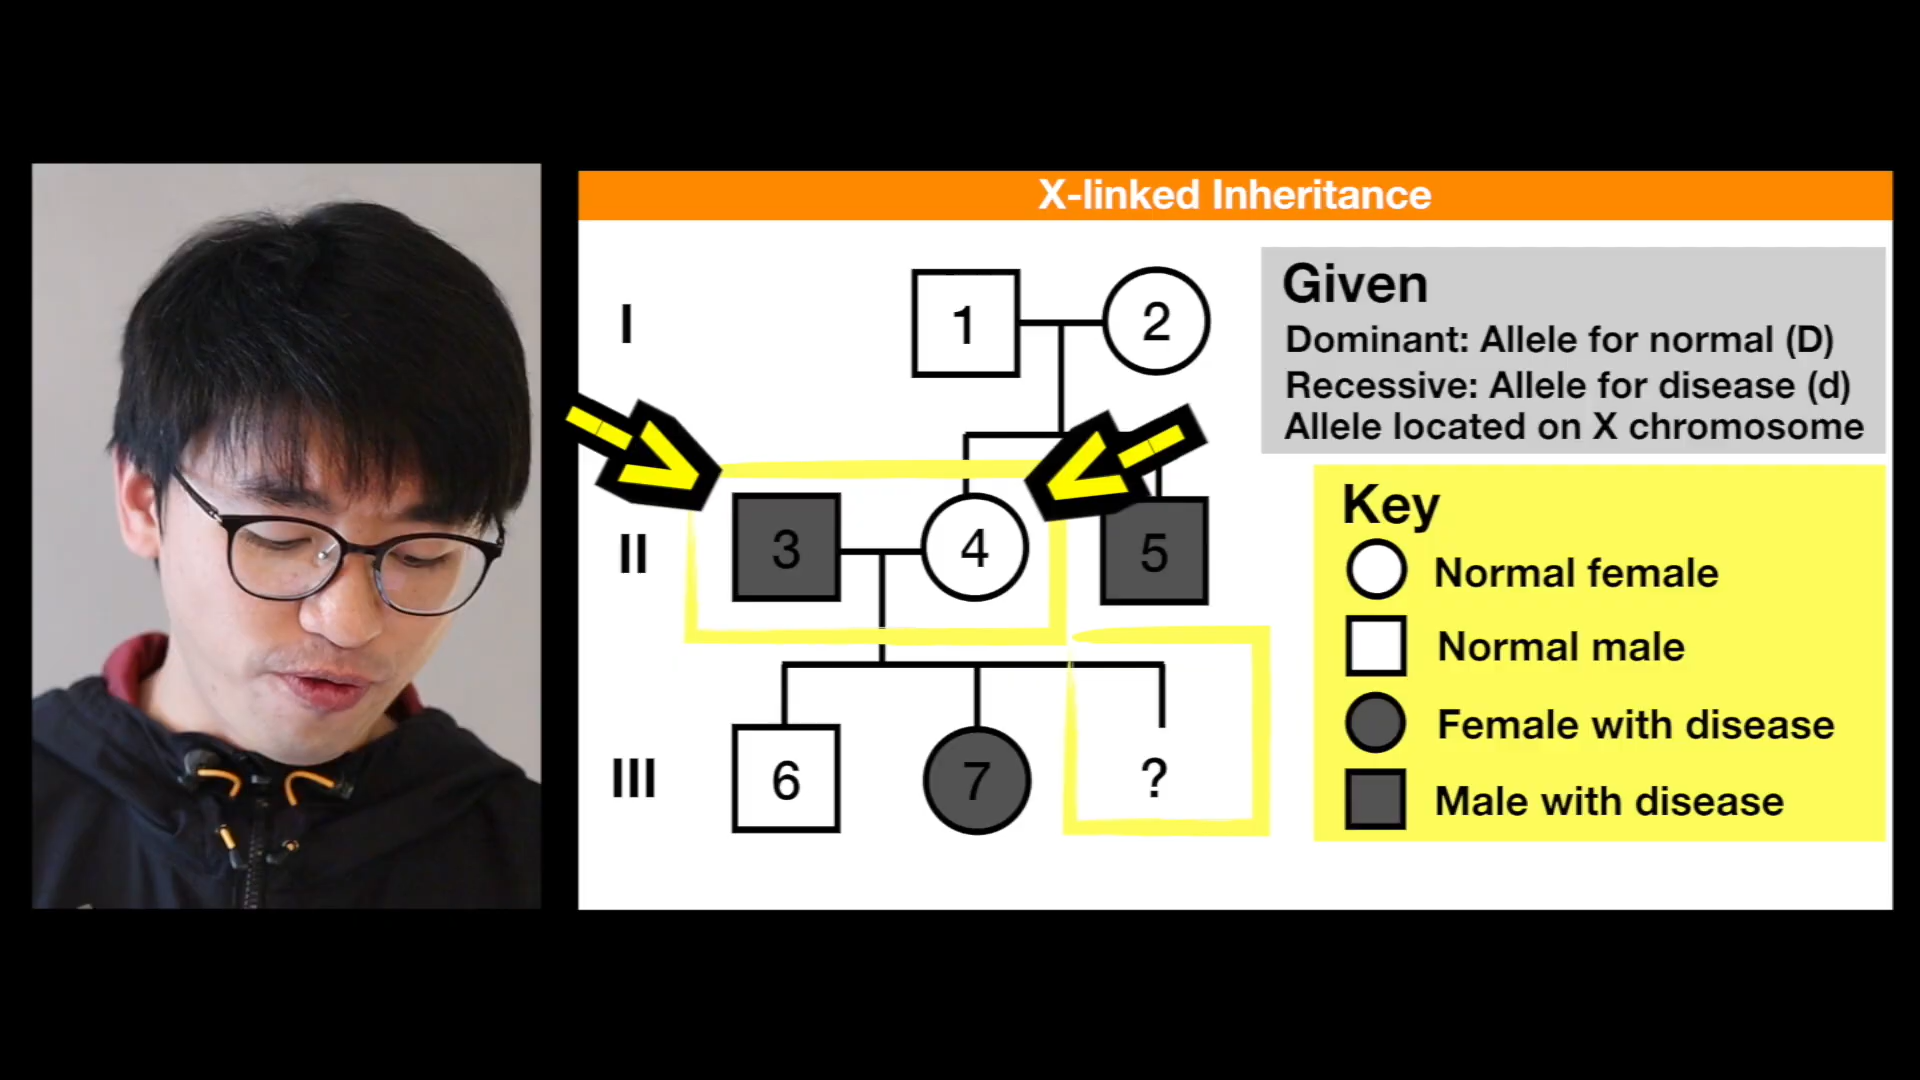 X-linked Inheritance
I
1
2
Given
Dominant: Allele for normal (D)
Recessive: Allele for disease (d)
Allele located on X chromosome
II
3
4
5
Key
Normal female
Normal male
Female with disease
Male with disease
III
6
7
?